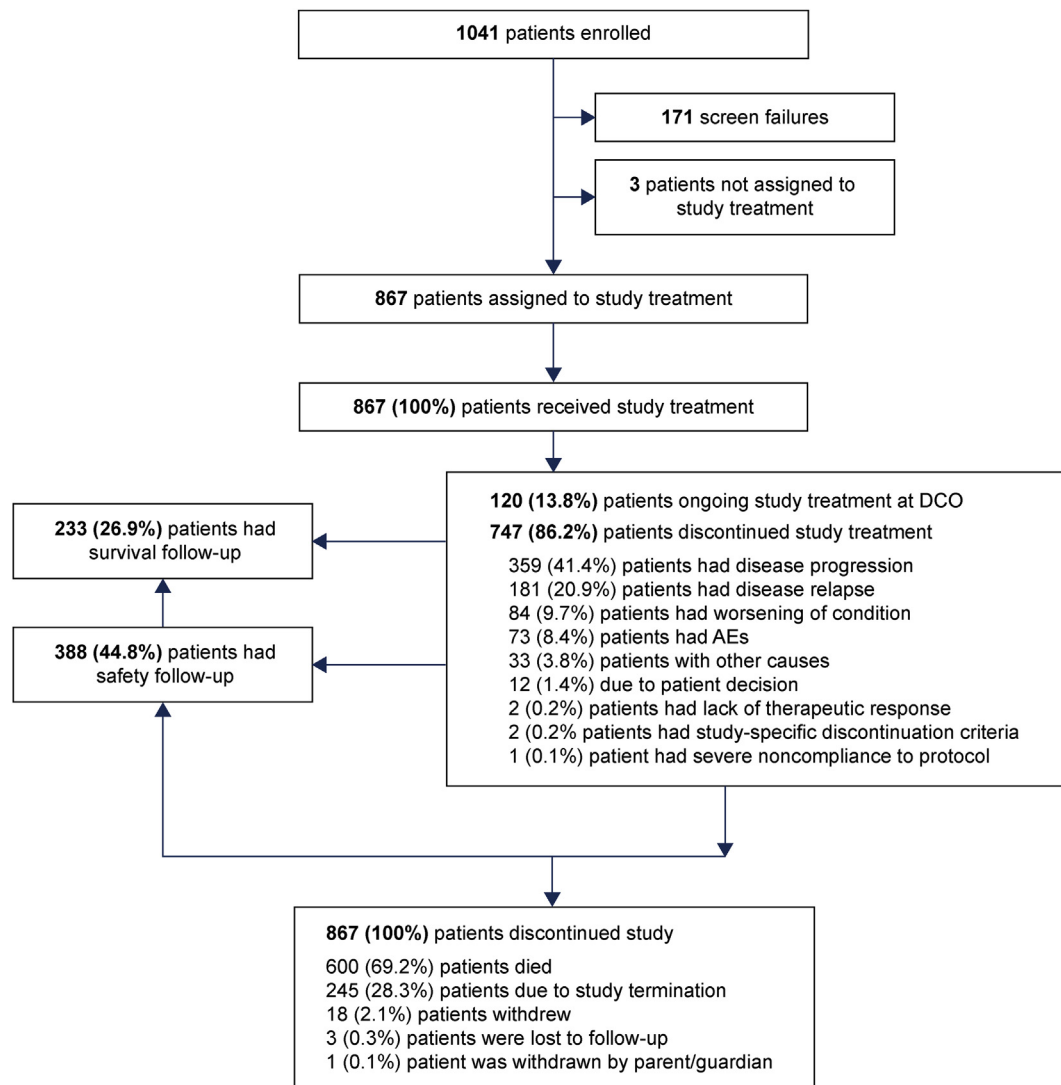 1041 patients enrolled
171 screen failures
3 patients not assigned to
study treatment
867 patients assigned to study treatment
867 (100%) patients received study treatment
120 (13.8%) patients ongoing study treatment at DCO
747 (86.2%) patients discontinued study treatment
359 (41.4%) patients had disease progression
181 (20.9%) patients had disease relapse
84 (9.7%) patients had worsening of condition
73 (8.4%) patients had AEs
33 (3.8%) patients with other causes
12 (1.4%) due to patient decision
2 (0.2%) patients had lack of therapeutic response
2 (0.2% patients had study-specific discontinuation criteria
1 (0.1%) patient had severe noncompliance to protocol
233 (26.9%) patients had
survival follow-up
388 (44.8%) patients had
safety follow-up
867 (100%) patients discontinued study
600 (69.2%) patients died
245 (28.3%) patients due to study termination
18 (2.1%) patients withdrew
3 (0.3%) patients were lost to follow-up
1 (0.1%) patient was withdrawn by parent/guardian